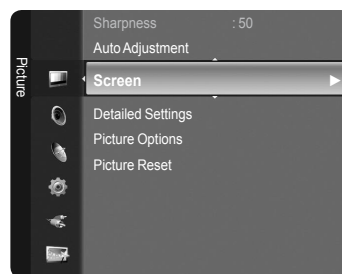 Picture
Sharpness : 50
Auto Adjustment
Screen
Detailed Settings
Picture Options
Picture Reset